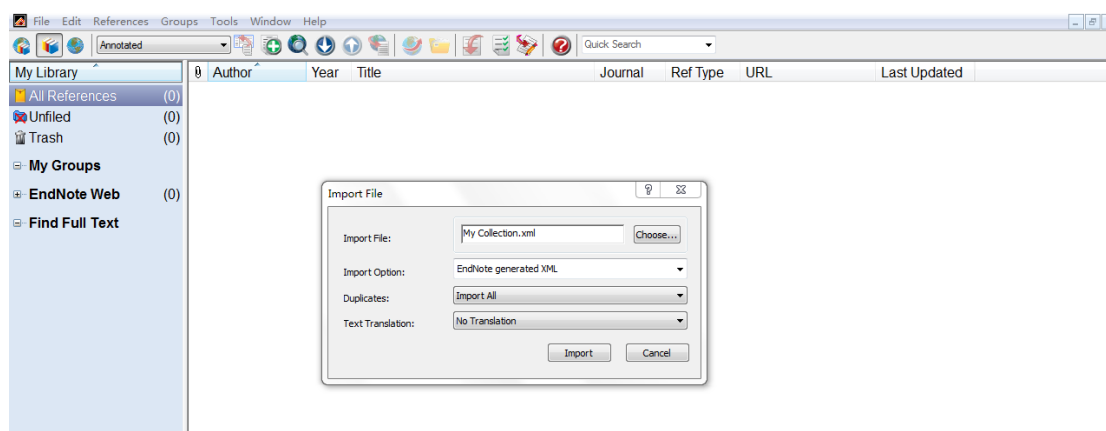 File Edit References Groups Tools Window Help
Annotated Quick Search
My Library Author Year Title Journal Ref Type URL Last Updated
All References (0)
Unfiled (0)
Trash (0)
My Groups
EndNote Web (0)
Find Full Text
Import File
Import File: My Collection.xml Choose...
Import Option: EndNote generated XML
Duplicates: Import All
Text Translation: No Translation
Import Cancel